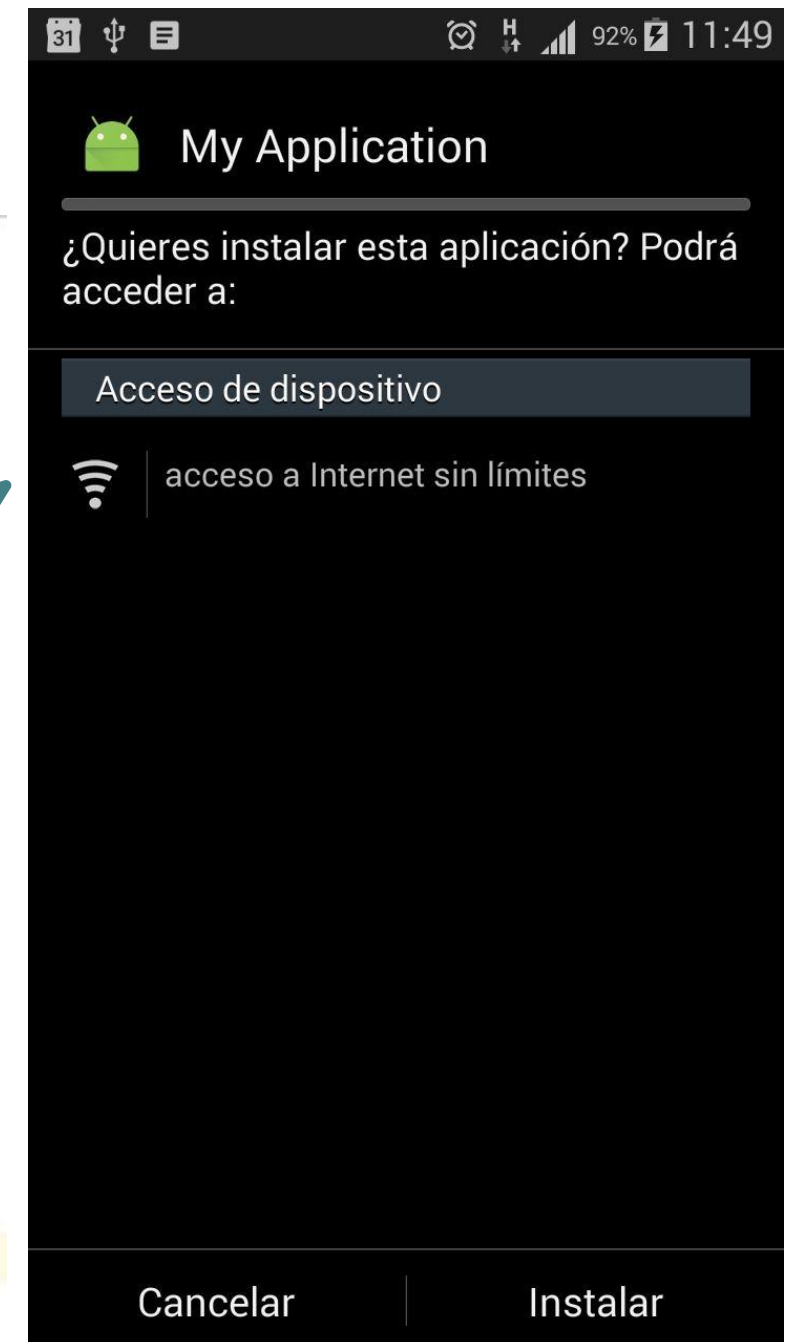 31 H 92% 11:49
My Application
¿Quieres instalar esta aplicación? Podrá
acceder a:
Acceso de dispositivo
acceso a Internet sin límites
Cancelar Instalar